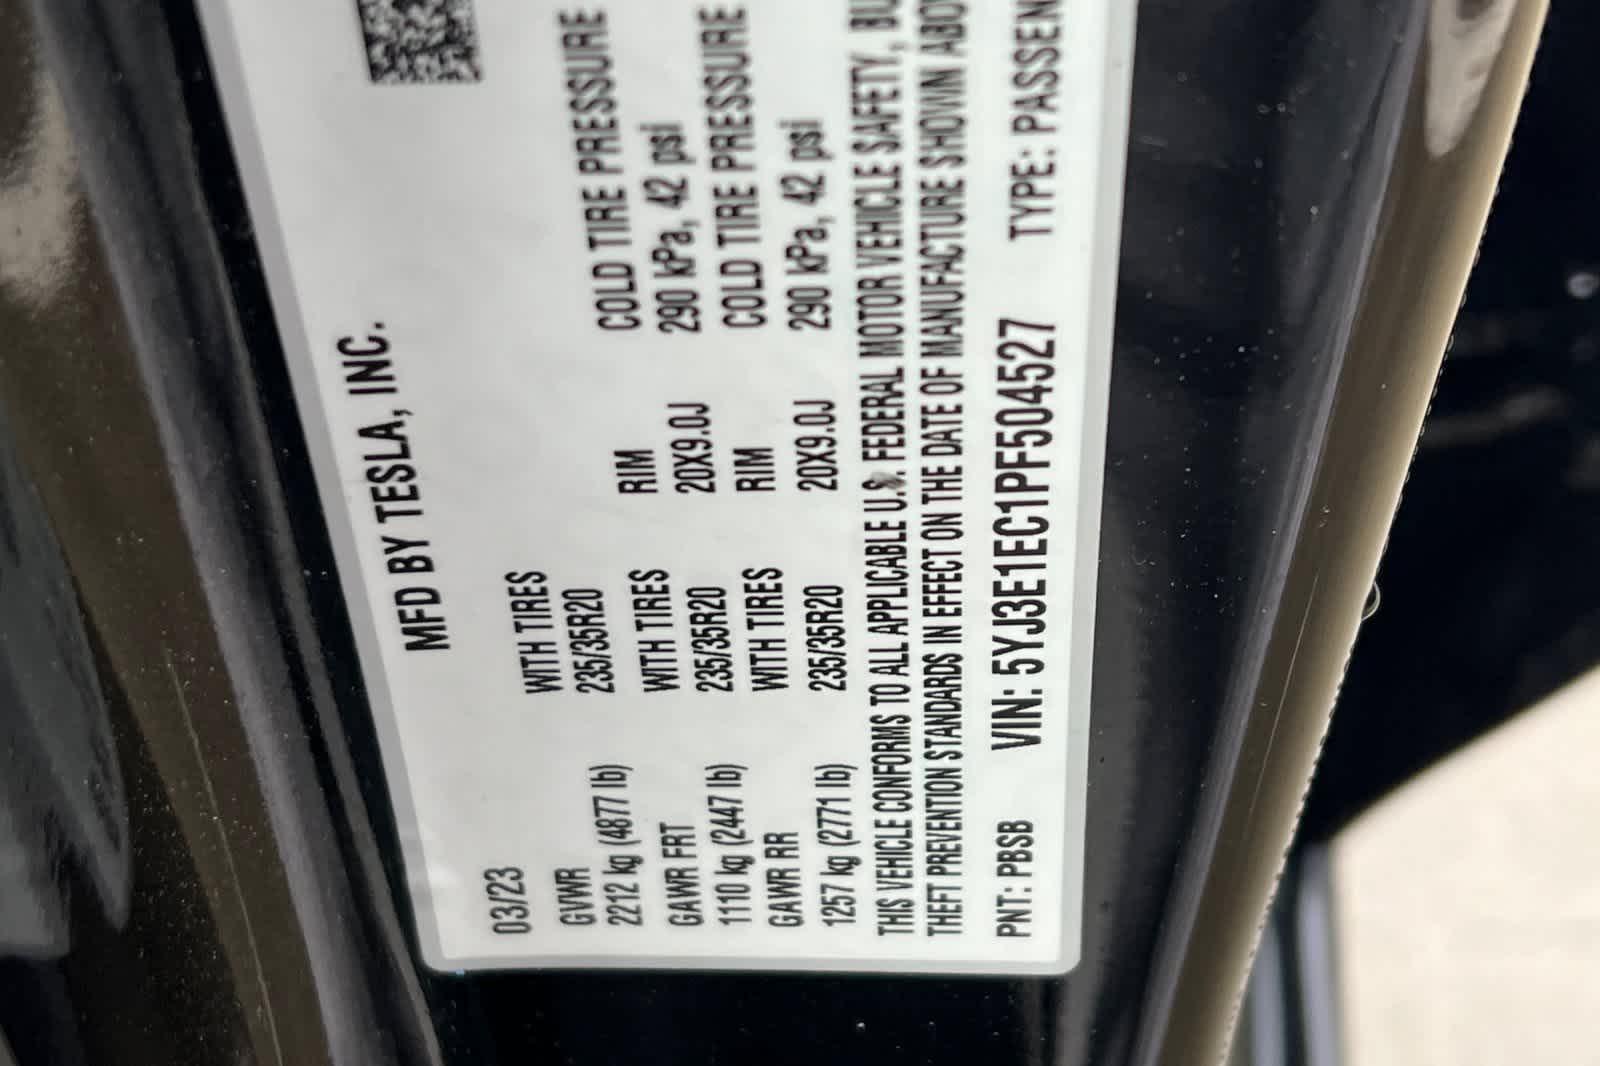 MFD BY TESLA, INC.
03/23
GVWR WITH TIRES RIM COLD TIRE PRESSURE
2212 kg (4877 lb) 235/35R20 20X9.0J 290 kPa, 42 psi
GAWR FRT WITH TIRES RIM COLD TIRE PRESSURE
1110 kg (2447 lb) 235/35R20 20X9.0J 290 kPa, 42 psi
GAWR RR WITH TIRES
1257 kg (2771 lb) 235/35R20
THIS VEHICLE CONFORMS TO ALL APPLICABLE U.S. FEDERAL MOTOR VEHICLE SAFETY,
THEFT PREVENTION STANDARDS IN EFFECT ON THE DATE OF MANUFACTURE SHOWN
PNT: PBSB VIN: 5YJ3E1EC1PF504527 TYPE: